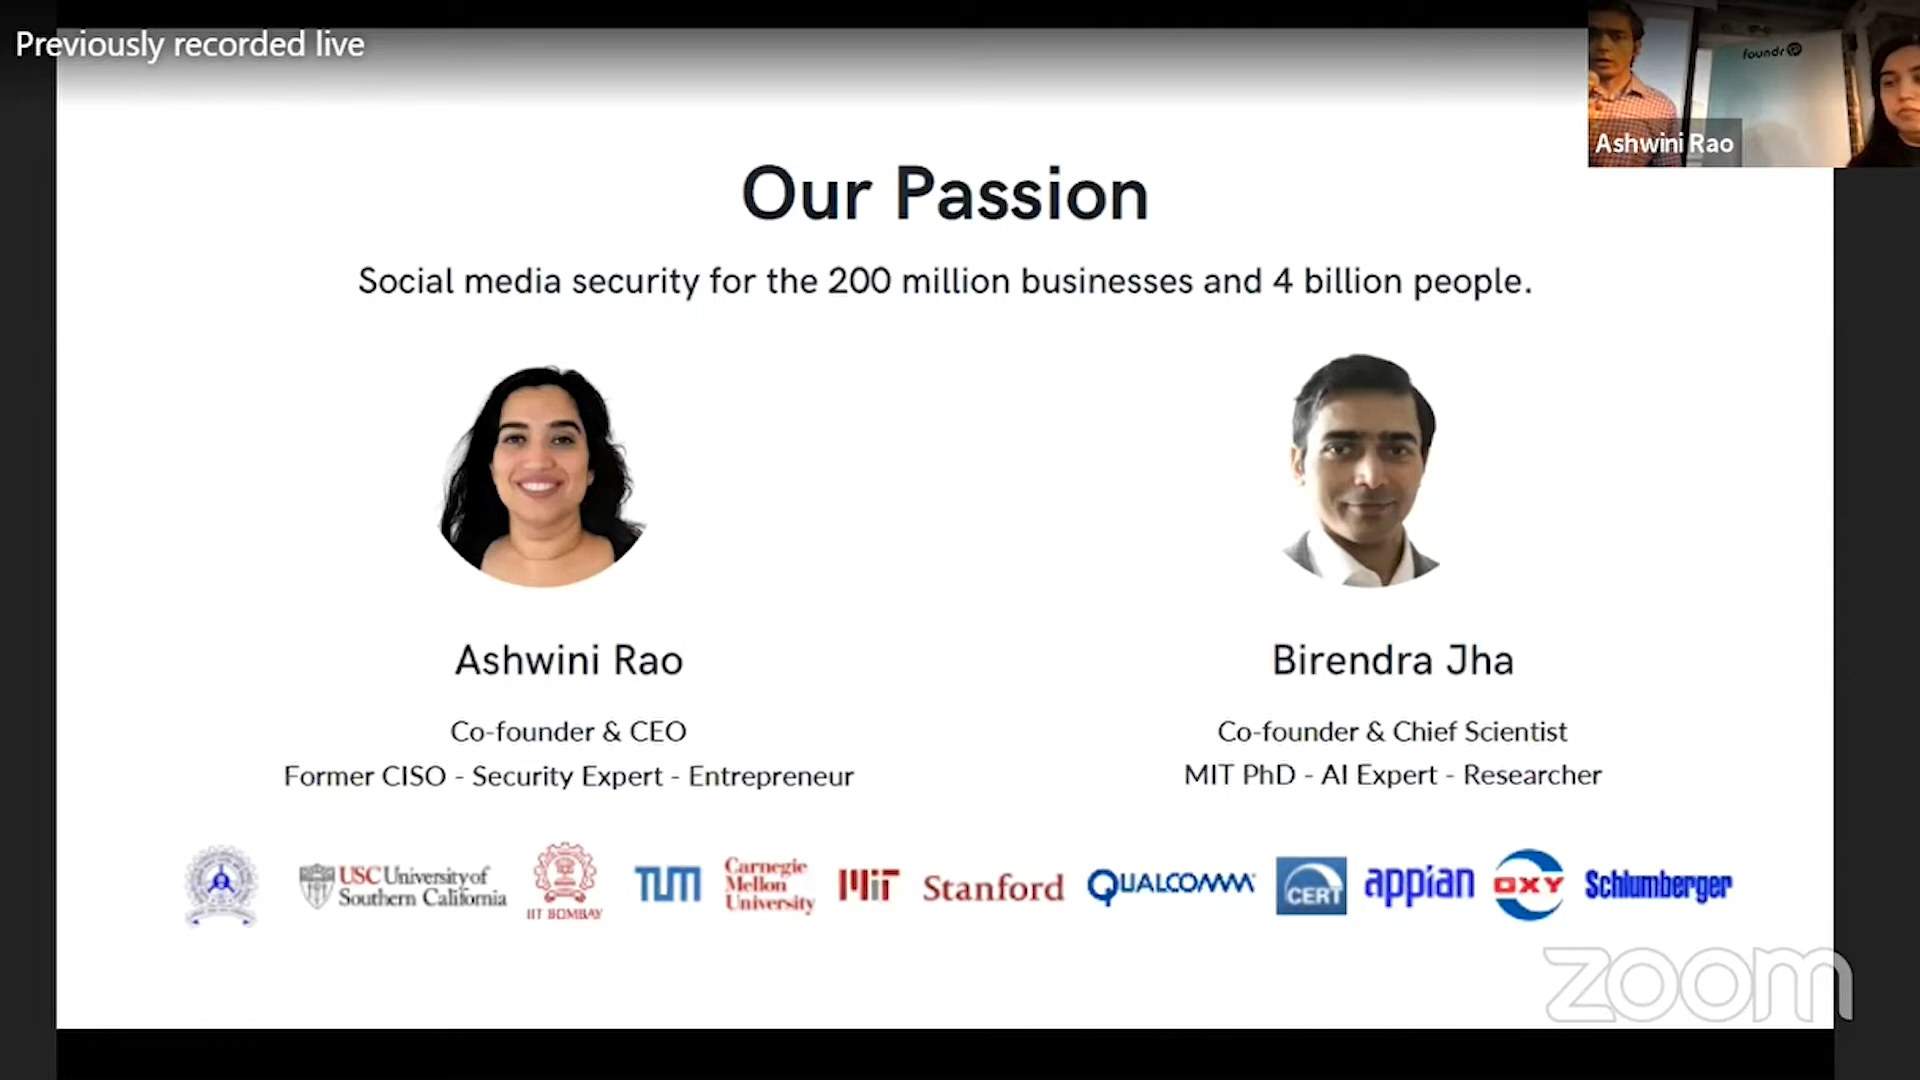 Previously recorded live
foundr
Ashwini Rao
Our Passion
Social media security for the 200 million businesses and 4 billion people.
Ashwini Rao
Birendra Jha
Co-founder & CEO
Co-founder & Chief Scientist
Former CISO - Security Expert - Entrepreneur
MIT PhD - AI Expert - Researcher
USC University of
Southern California
IIT BOMBAY
TUM
Carnegie
Mellon
University
MIT
Stanford
QUALCOMM
CERT
appian
OXY
Schlumberger
zoom